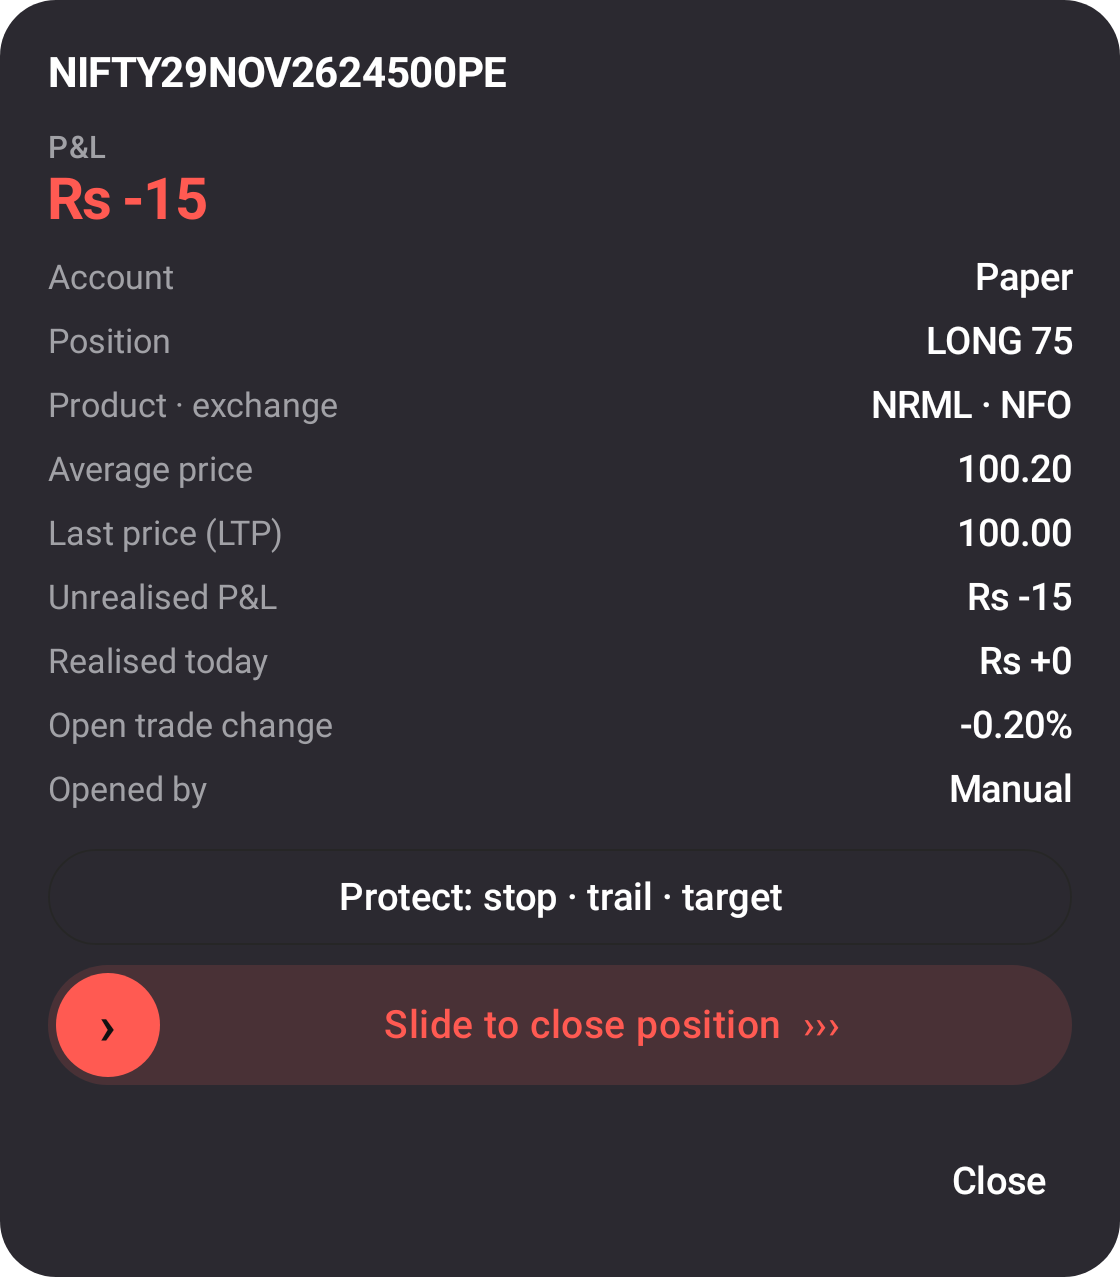 NIFTY29NOV2624500PE
P&L
Rs -15
Account Paper
Position LONG 75
Product · exchange NRML · NFO
Average price 100.20
Last price (LTP) 100.00
Unrealised P&L Rs -15
Realised today Rs +0
Open trade change -0.20%
Opened by Manual
Protect: stop · trail · target
› Slide to close position ›››
Close